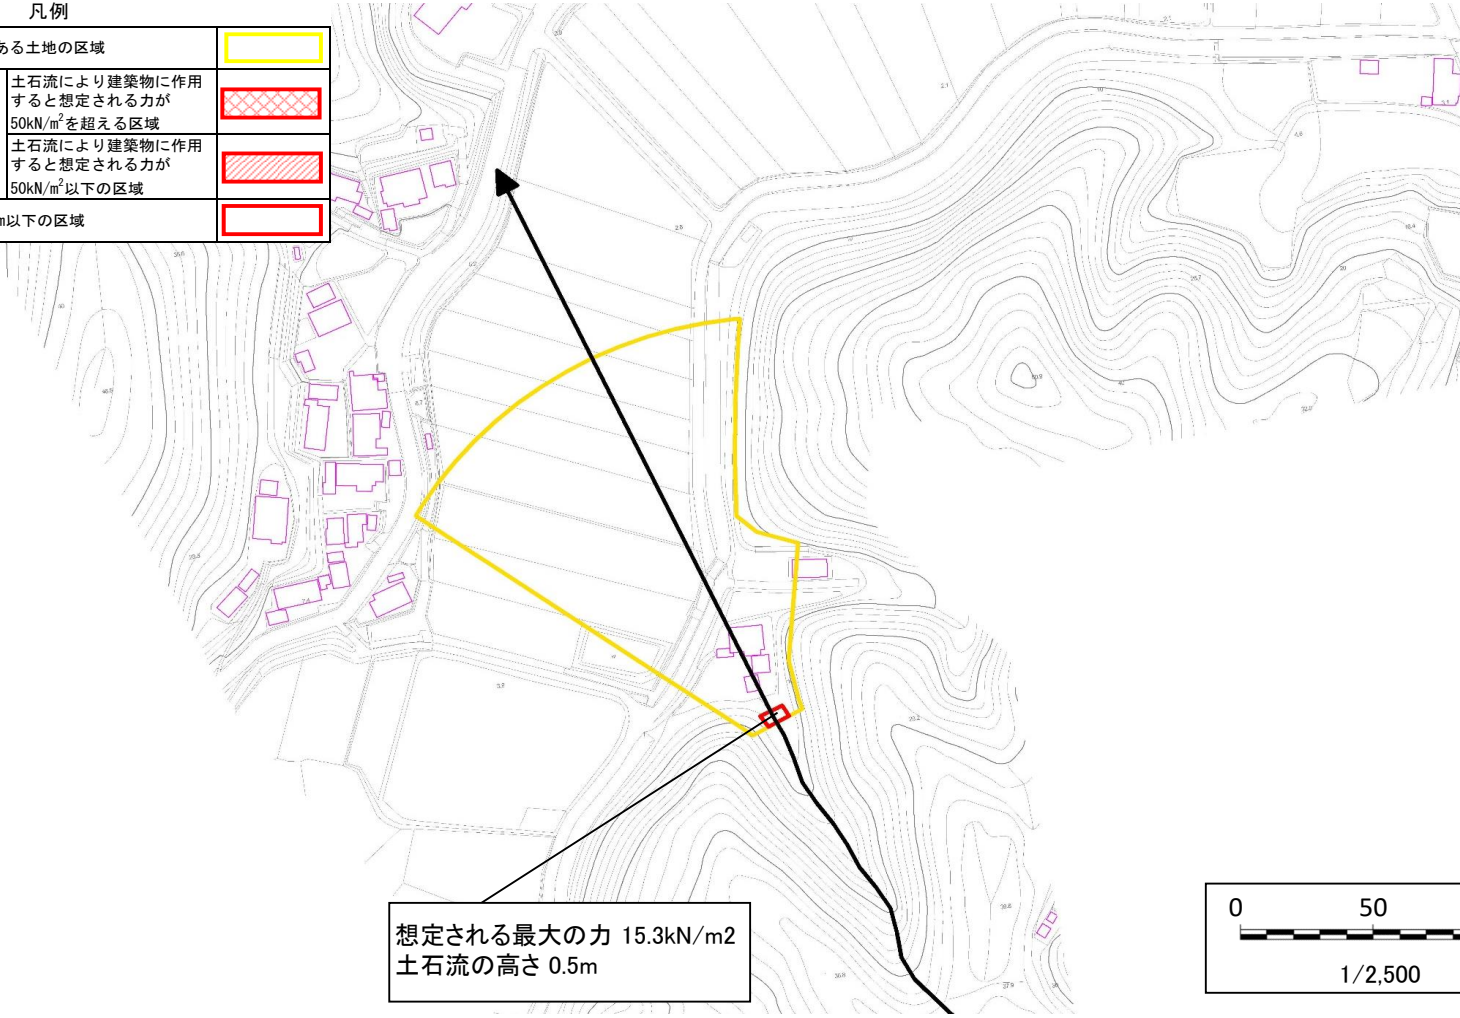 凡例
ある土地の区域
土石流により建築物に作用
すると想定される力が
50kN/m²を超える区域
土石流により建築物に作用
すると想定される力が
50kN/m²以下の区域
m以下の区域
想定される最大の力 15.3kN/m2
土石流の高さ 0.5m
0 50
1/2,500